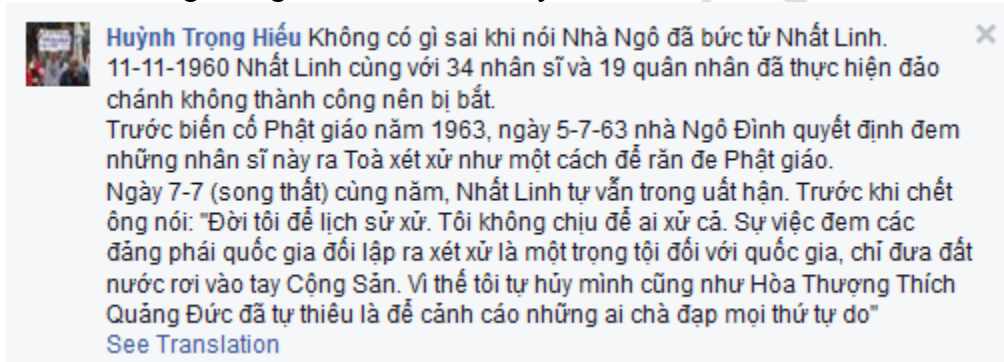 Huỳnh Trọng Hiếu Không có gì sai khi nói Nhà Ngô đã bức tử Nhất Linh.
11-11-1960 Nhất Linh cùng với 34 nhân sĩ và 19 quân nhân đã thực hiện đảo
chánh không thành công nên bị bắt.
Trước biến cố Phật giáo năm 1963, ngày 5-7-63 nhà Ngô Đình quyết định đem
những nhân sĩ này ra Toà xét xử như một cách để răn đe Phật giáo.
Ngày 7-7 (song thất) cùng năm, Nhất Linh tự vẫn trong uất hận. Trước khi chết
ông nói: "Đời tôi để lịch sử xử. Tôi không chịu để ai xử cả. Sự việc đem các
đảng phái quốc gia đối lập ra xét xử là một trọng tội đối với quốc gia, chỉ đưa đất
nước rơi vào tay Cộng Sản. Vì thế tôi tự hủy mình cũng như Hòa Thượng Thích
Quảng Đức đã tự thiêu là để cảnh cáo những ai chà đạp mọi thứ tự do"
See Translation